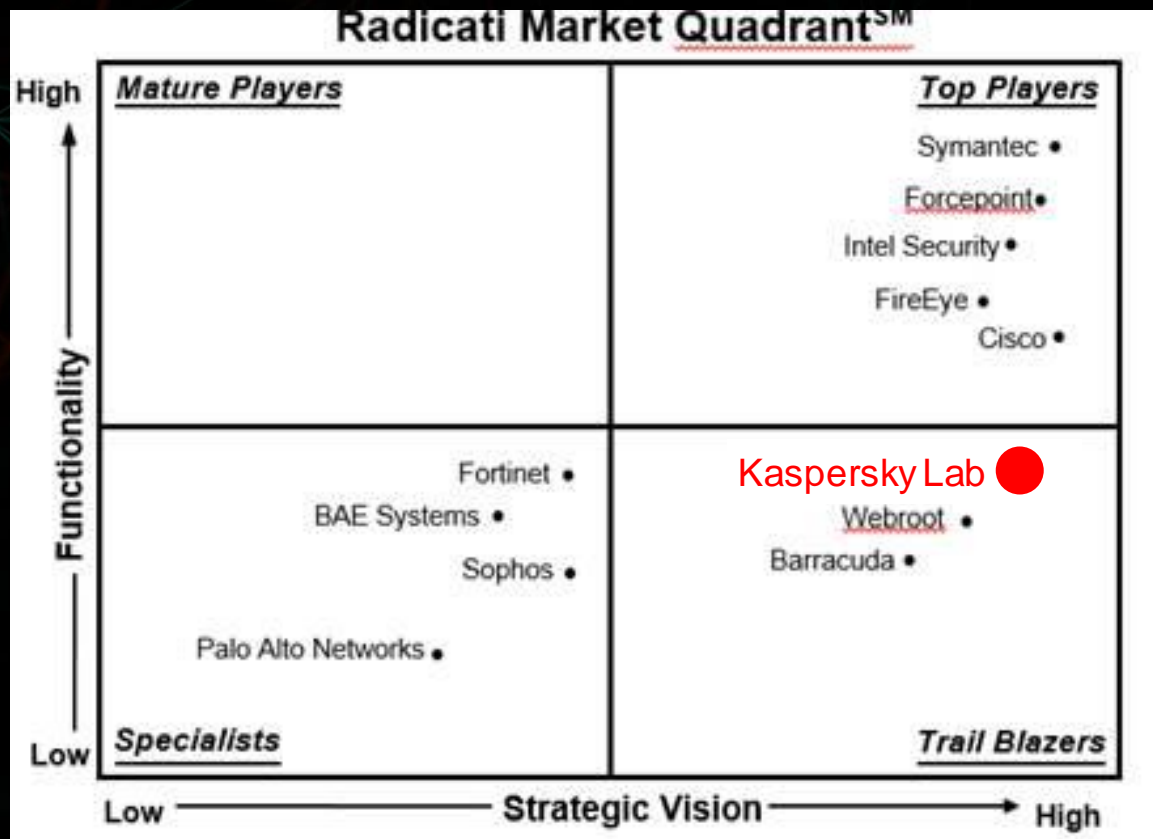 Radicati Market Quadrant℠
High
Mature Players
Top Players
Symantec
Forcepoint
Intel Security
FireEye
Cisco
Functionality
Fortinet
Kaspersky Lab
BAE Systems
Webroot
Sophos
Barracuda
Palo Alto Networks
Low
Specialists
Trail Blazers
Low
Strategic Vision
High